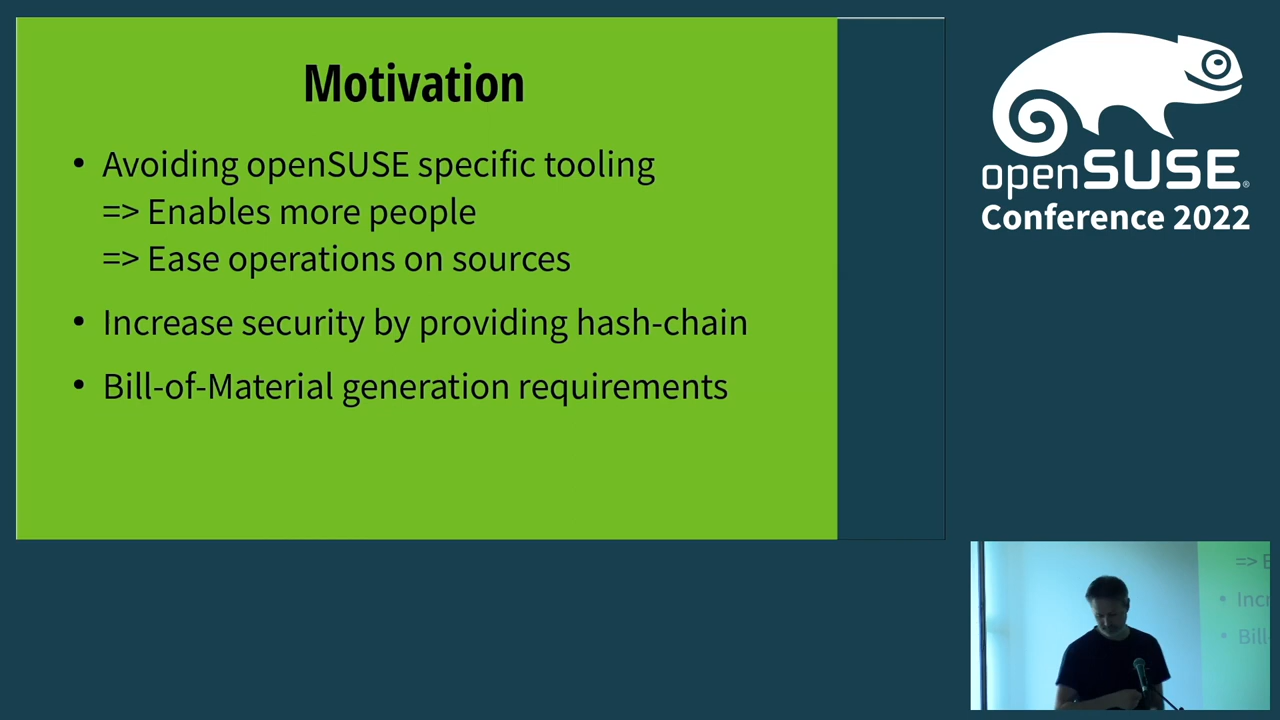 Motivation
• Avoiding openSUSE specific tooling
=> Enables more people
=> Ease operations on sources
• Increase security by providing hash-chain
• Bill-of-Material generation requirements
openSUSE®
Conference 2022
=> E
• Incr
• Bill-